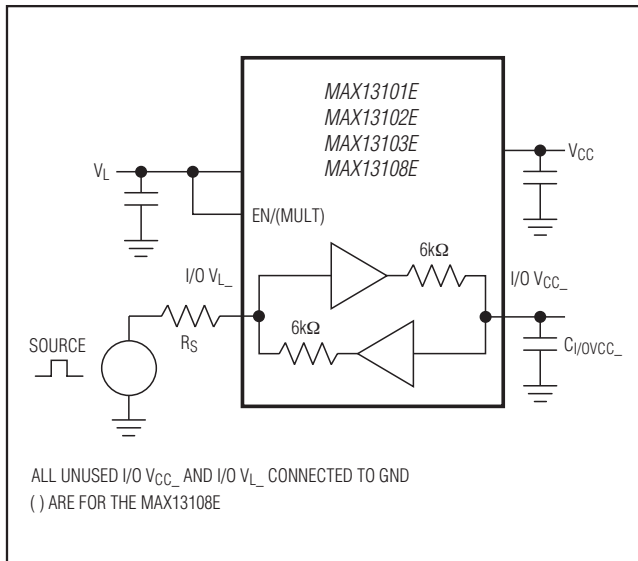 MAX13101E
MAX13102E
MAX13103E
MAX13108E
VL
VCC
EN/(MULT)
6kΩ
I/O VL_
I/O VCC_
6kΩ
RS
SOURCE
CI/OVCC_
ALL UNUSED I/O VCC_ AND I/O VL_ CONNECTED TO GND
( ) ARE FOR THE MAX13108E